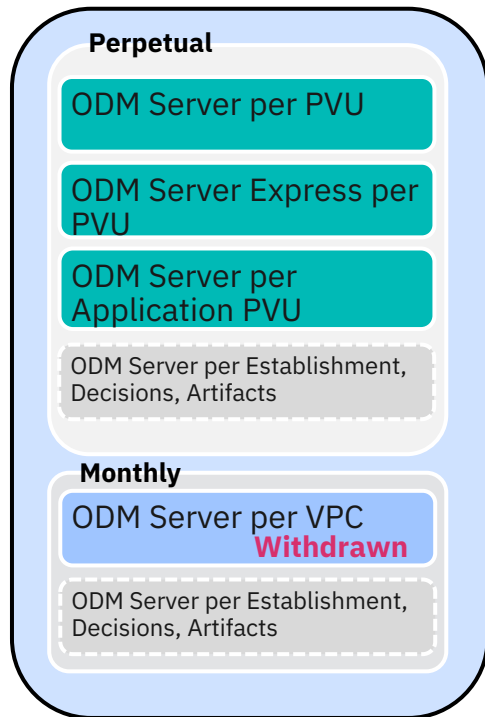 Perpetual
ODM Server per PVU
ODM Server Express per
PVU
ODM Server per
Application PVU
ODM Server per Establishment,
Decisions, Artifacts
Monthly
ODM Server per VPC
Withdrawn
ODM Server per Establishment,
Decisions, Artifacts